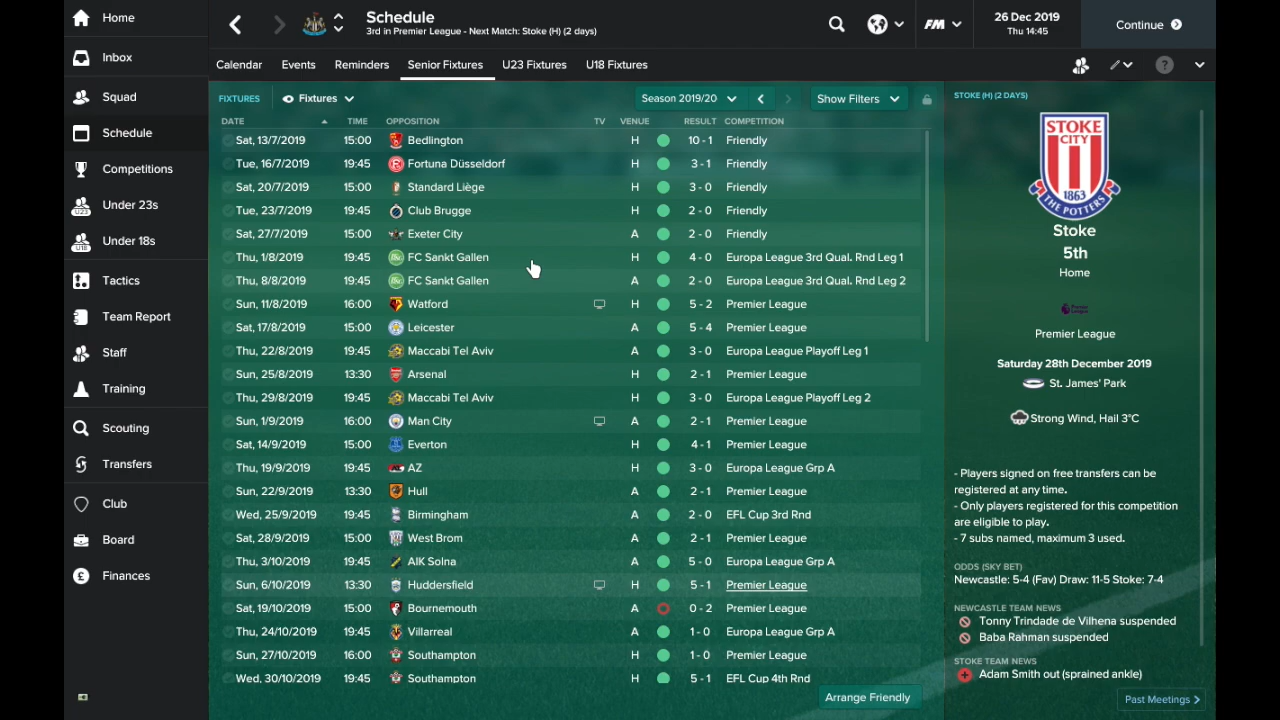 Home
Inbox
Squad
Schedule
Competitions
U23
Under 23s
U18
Under 18s
Tactics
Team Report
Staff
Training
Scouting
Transfers
Club
Board
£ Finances
Schedule
3rd in Premier League - Next Match: Stoke (H) (2 days)
FM
26 Dec 2019
Thu 14:45
Continue
Calendar Events Reminders Senior Fixtures U23 Fixtures U18 Fixtures
?
FIXTURES Fixtures Season 2019/20 Show Filters
DATE TIME OPPOSITION TV VENUE RESULT COMPETITION
Sat, 13/7/2019 15:00 Bedlington H 10 - 1 Friendly
Tue, 16/7/2019 19:45 Fortuna Düsseldorf H 3 - 1 Friendly
Sat, 20/7/2019 15:00 Standard Liège H 3 - 0 Friendly
Tue, 23/7/2019 19:45 Club Brugge H 2 - 0 Friendly
Sat, 27/7/2019 15:00 Exeter City A 2 - 0 Friendly
Thu, 1/8/2019 19:45 FC Sankt Gallen H 4 - 0 Europa League 3rd Qual. Rnd Leg 1
Thu, 8/8/2019 19:45 FC Sankt Gallen A 2 - 0 Europa League 3rd Qual. Rnd Leg 2
Sun, 11/8/2019 16:00 Watford H 5 - 2 Premier League
Sat, 17/8/2019 15:00 Leicester A 5 - 4 Premier League
Thu, 22/8/2019 19:45 Maccabi Tel Aviv A 3 - 0 Europa League Playoff Leg 1
Sun, 25/8/2019 13:30 Arsenal H 2 - 1 Premier League
Thu, 29/8/2019 19:45 Maccabi Tel Aviv H 3 - 0 Europa League Playoff Leg 2
Sun, 1/9/2019 16:00 Man City A 2 - 1 Premier League
Sat, 14/9/2019 15:00 Everton H 4 - 1 Premier League
Thu, 19/9/2019 19:45 AZ H 3 - 0 Europa League Grp A
Sun, 22/9/2019 13:30 Hull A 2 - 1 Premier League
Wed, 25/9/2019 19:45 Birmingham A 2 - 0 EFL Cup 3rd Rnd
Sat, 28/9/2019 15:00 West Brom A 2 - 1 Premier League
Thu, 3/10/2019 19:45 AIK Solna A 5 - 0 Europa League Grp A
Sun, 6/10/2019 13:30 Huddersfield H 5 - 1 Premier League
Sat, 19/10/2019 15:00 Bournemouth A 0 - 2 Premier League
Thu, 24/10/2019 19:45 Villarreal A 1 - 0 Europa League Grp A
Sun, 27/10/2019 16:00 Southampton H 1 - 0 Premier League
Wed, 30/10/2019 19:45 Southampton H 5 - 1 EFL Cup 4th Rnd
Arrange Friendly
STOKE (H) (2 DAYS)
STOKE
CITY
1863
THE POTTERS
Stoke
5th
Home
Premier League
Saturday 28th December 2019
St. James' Park
Strong Wind, Hail 3°C
- Players signed on free transfers can be
registered at any time.
- Only players registered for this competition
are eligible to play.
- 7 subs named, maximum 3 used.
ODDS (SKY BET)
Newcastle: 5-4 (Fav) Draw: 11-5 Stoke: 7-4
NEWCASTLE TEAM NEWS
Tonny Trindade de Vilhena suspended
Baba Rahman suspended
STOKE TEAM NEWS
Adam Smith out (sprained ankle)
Past Meetings